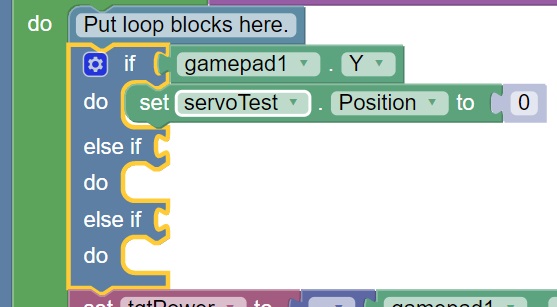 do Put loop blocks here.
if gamepad1 . Y
do set servoTest . Position to 0
else if
do
else if
do
set tgtPower to gamepad1 .